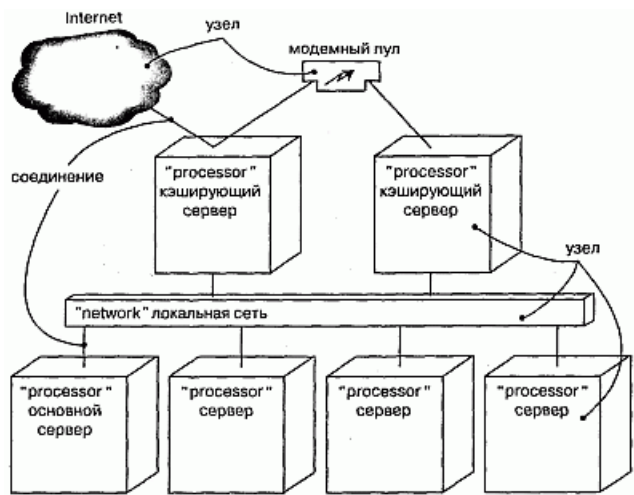 Internet
узел
модемный пул
соединение
"processor"
кэширующий
сервер
"processor"
кэширующий
сервер
узел
"network" локальная сеть
"processor"
основной
сервер
"processor"
сервер
"processor"
сервер
"processor"
сервер